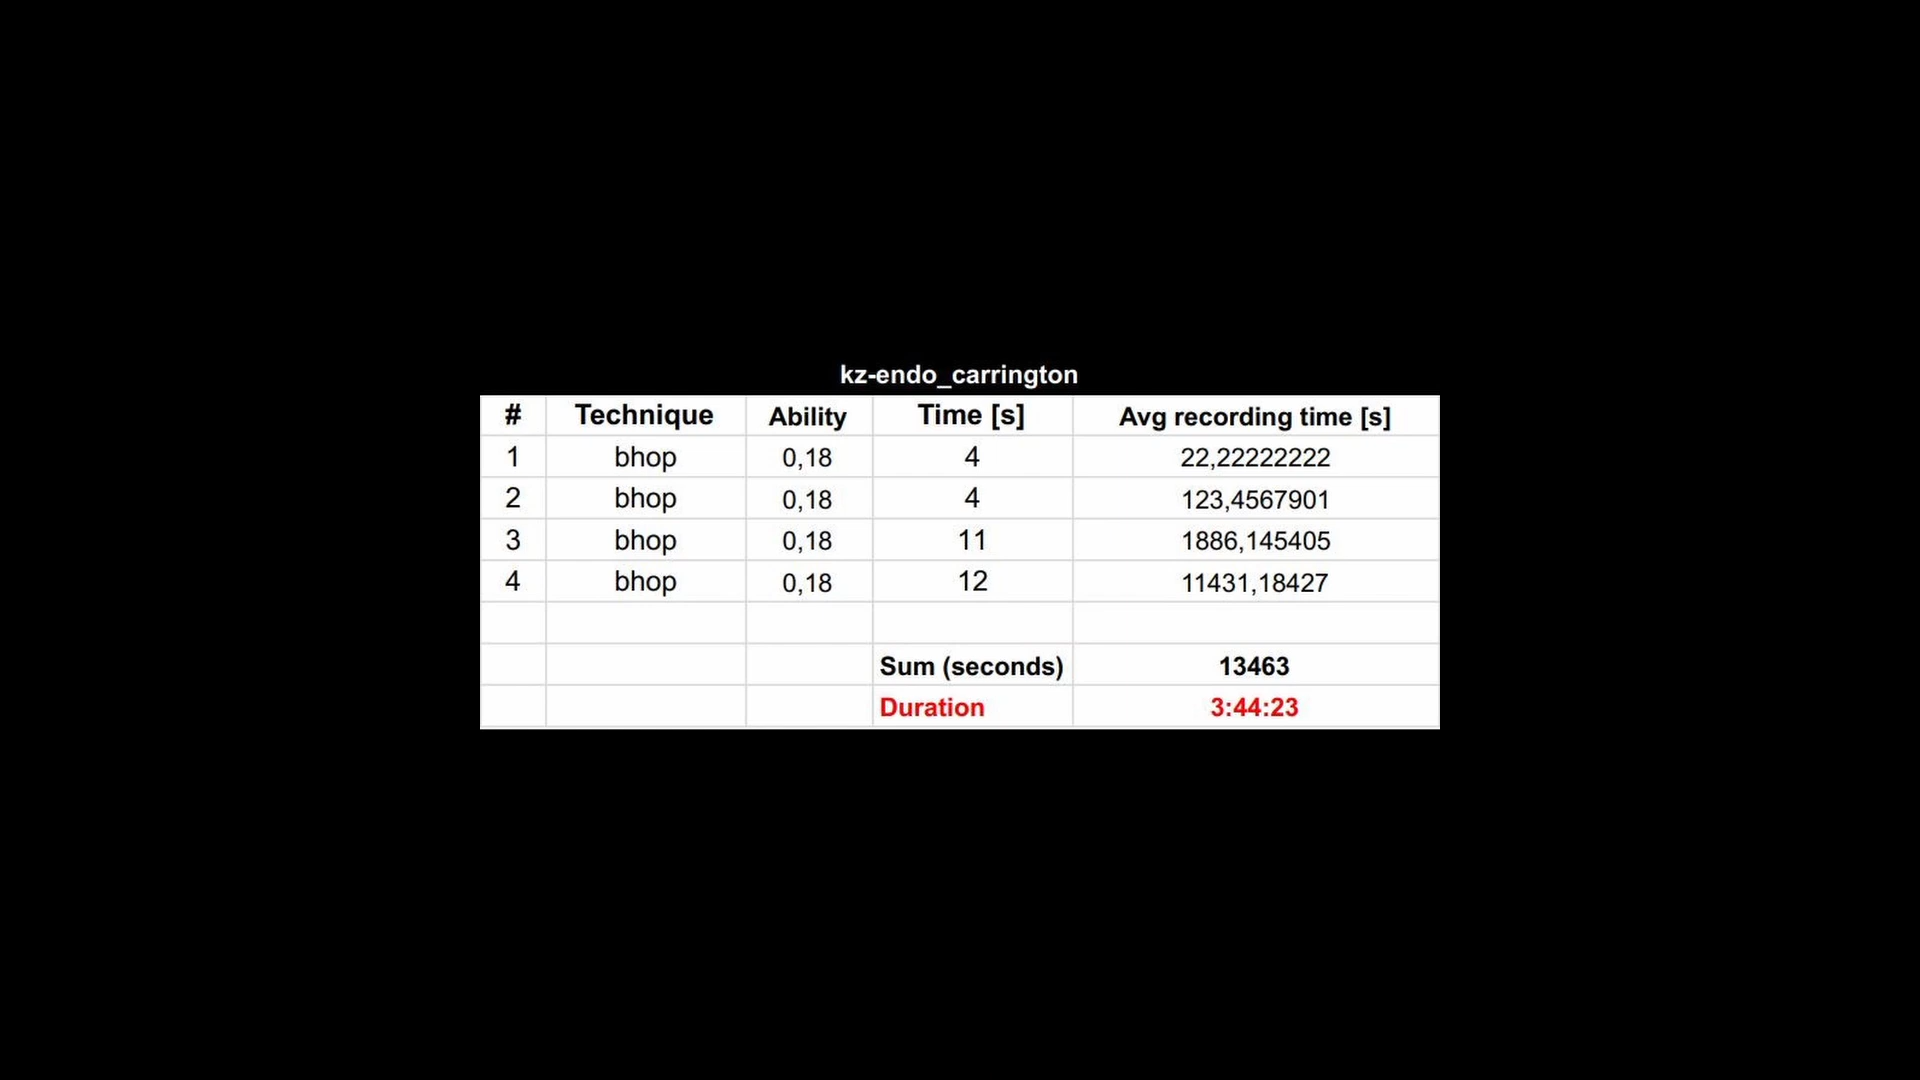 kz-endo_carrington
# Technique Ability Time [s] Avg recording time [s]
1 bhop 0,18 4 22,22222222
2 bhop 0,18 4 123,4567901
3 bhop 0,18 11 1886,145405
4 bhop 0,18 12 11431,18427
Sum (seconds) 13463
Duration 3:44:23